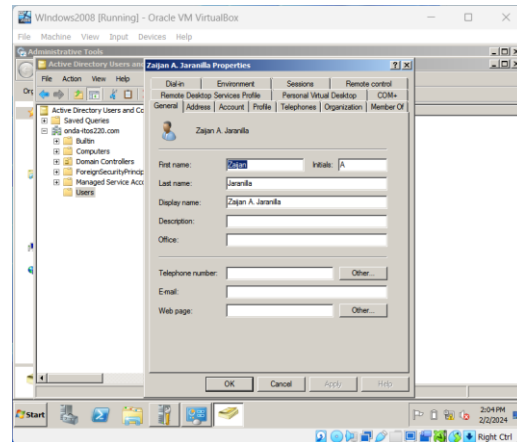 WIndows2008 [Running] - Oracle VM VirtualBox
File Machine View Input Devices Help
Administrative Tools
Active Directory Users and
Zaijan A. Jaranilla Properties
File Action View Help
Active Directory Users and Co
Saved Queries
onda-itos220.com
Builtin
Computers
Domain Controllers
ForeignSecurityPrincip
Managed Service Acco
Users
Dial-in Environment Sessions Remote control
Remote Desktop Services Profile Personal Virtual Desktop COM+
General Address Account Profile Telephones Organization Member Of
Zaijan A. Jaranilla
First name: Zaijan Initials: A
Last name: Jaranilla
Display name: Zaijan A. Jaranilla
Description:
Office:
Telephone number: Other...
E-mail:
Web page: Other...
OK Cancel Apply Help
Start
2:04 PM
2/2/2024
Right Ctrl